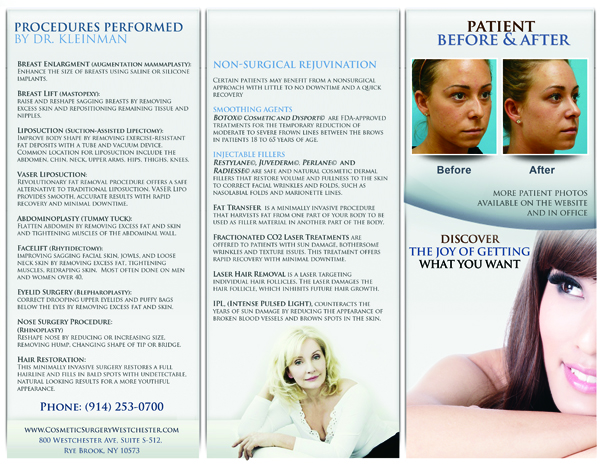 PROCEDURES PERFORMED
BY DR. KLEINMAN
BREAST ENLARGMENT (AUGMENTATION MAMMAPLASTY):
ENHANCE THE SIZE OF BREASTS USING SALINE OR SILICONE
IMPLANTS.
BREAST LIFT (MASTOPEXY):
RAISE AND RESHAPE SAGGING BREASTS BY REMOVING
EXCESS SKIN AND REPOSITIONING REMAINING TISSUE AND
NIPPLES.
LIPOSUCTION (SUCTION-ASSISTED LIPECTOMY):
IMPROVE BODY SHAPE BY REMOVING EXERCISE-RESISTANT
FAT DEPOSITS WITH A TUBE AND VACUUM DEVICE.
COMMON LOCATION FOR LIPOSUCTION INCLUDE THE
ABDOMEN, CHIN, NECK, UPPER ARMS, HIPS, THIGHS, KNEES.
VASER LIPOSUCTION:
REVOLUTIONARY FAT REMOVAL PROCEDURE OFFERS A SAFE
ALTERNATIVE TO TRADITIONAL LIPOSUCTION. VASER LIPO
PROVIDES SMOOTH, ACCURATE RESULTS WITH RAPID
RECOVERY AND MINIMAL DOWNTIME.
ABDOMINOPLASTY (TUMMY TUCK):
FLATTEN ABDOMEN BY REMOVING EXCESS FAT AND SKIN
AND TIGHTENING MUSCLES OF THE ABDOMINAL WALL.
FACELIFT (RHYTIDECTOMY):
IMPROVING SAGGING FACIAL SKIN, JOWLS, AND LOOSE
NECK SKIN BY REMOVING EXCESS FAT, TIGHTENING
MUSCLES, REDRAPING SKIN. MOST OFTEN DONE ON MEN
AND WOMEN OVER 40.
EYELID SURGERY (BLEPHAROPLASTY):
CORRECT DROOPING UPPER EYELIDS AND PUFFY BAGS
BELOW THE EYES BY REMOVING EXCESS FAT AND SKIN.
NOSE SURGERY PROCEDURE:
(RHINOPLASTY)
RESHAPE NOSE BY REDUCING OR INCREASING SIZE,
REMOVING HUMP, CHANGING SHAPE OF TIP OR BRIDGE.
HAIR RESTORATION:
THIS MINIMALLY INVASIVE SURGERY RESTORES A FULL
HAIRLINE AND FILLS IN BALD SPOTS WITH UNDETECTABLE,
NATURAL LOOKING RESULTS FOR A MORE YOUTHFUL
APPEARANCE.
PHONE: (914) 253-0700
WWW.COSMETICSURGERYWESTCHESTER.COM
800 WESTCHESTER AVE, SUITE S-512,
RYE BROOK, NY 10573
NON-SURGICAL REJUVINATION
CERTAIN PATIENTS MAY BENEFIT FROM A NONSURGICAL
APPROACH WITH LITTLE TO NO DOWNTIME AND A QUICK
RECOVERY
SMOOTHING AGENTS
BOTOX© COSMETIC AND DYSPORT© ARE FDA-APPROVED
TREATMENTS FOR THE TEMPORARY REDUCTION OF
MODERATE TO SEVERE FROWN LINES BETWEEN THE BROWS
IN PATIENTS 18 TO 65 YEARS OF AGE.
INJECTABLE FILLERS
RESTYLANE©, JUVEDERM©, PERLANE© AND
RADIESSE© ARE SAFE AND NATURAL COSMETIC DERMAL
FILLERS THAT RESTORE VOLUME AND FULLNESS TO THE SKIN
TO CORRECT FACIAL WRINKLES AND FOLDS, SUCH AS
NASOLABIAL FOLDS AND MARIONETTE LINES.
FAT TRANSFER IS A MINIMALLY INVASIVE PROCEDURE
THAT HARVESTS FAT FROM ONE PART OF YOUR BODY TO BE
USED AS FILLER MATERIAL IN ANOTHER PART OF THE BODY.
FRACTIONATED CO2 LASER TREATMENTS ARE
OFFERED TO PATIENTS WITH SUN DAMAGE, BOTHERSOME
WRINKLES AND TEXTURE ISSUES. THIS TREATMENT OFFERS
RAPID RECOVERY WITH MINIMAL DOWNTIME.
LASER HAIR REMOVAL IS A LASER TARGETING
INDIVIDUAL HAIR FOLLICLES. THE LASER DAMAGES THE
HAIR FOLLICLE, WHICH INHIBITS FUTURE HAIR GROWTH.
IPL, (INTENSE PULSED LIGHT), COUNTERACTS THE
YEARS OF SUN DAMAGE BY REDUCING THE APPEARANCE OF
BROKEN BLOOD VESSELS AND BROWN SPOTS IN THE SKIN.
PATIENT
BEFORE & AFTER
Before After
MORE PATIENT PHOTOS
AVAILABLE ON THE WEBSITE
AND IN OFFICE
DISCOVER
THE JOY OF GETTING
WHAT YOU WANT